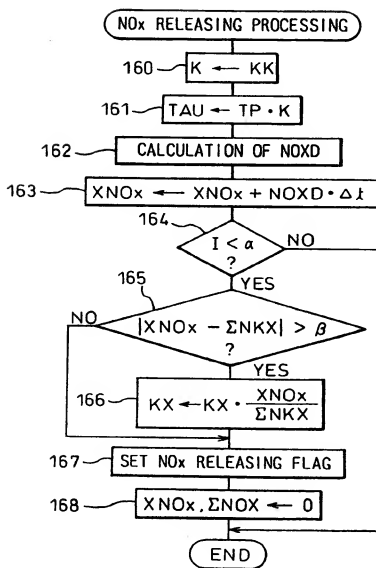 NOx RELEASING PROCESSING
160
K ← KK
161
TAU ← TP · K
162
CALCULATION OF NOXD
163
XNOx ← XNOx + NOXD · Δt
164
I < α
?
NO
YES
165
NO
|XNOx - ΣNKX| > β
?
YES
166
KX ← KX · XNOx / ΣNKX
167
SET NOx RELEASING FLAG
168
XNOx, ΣNOX ← 0
END